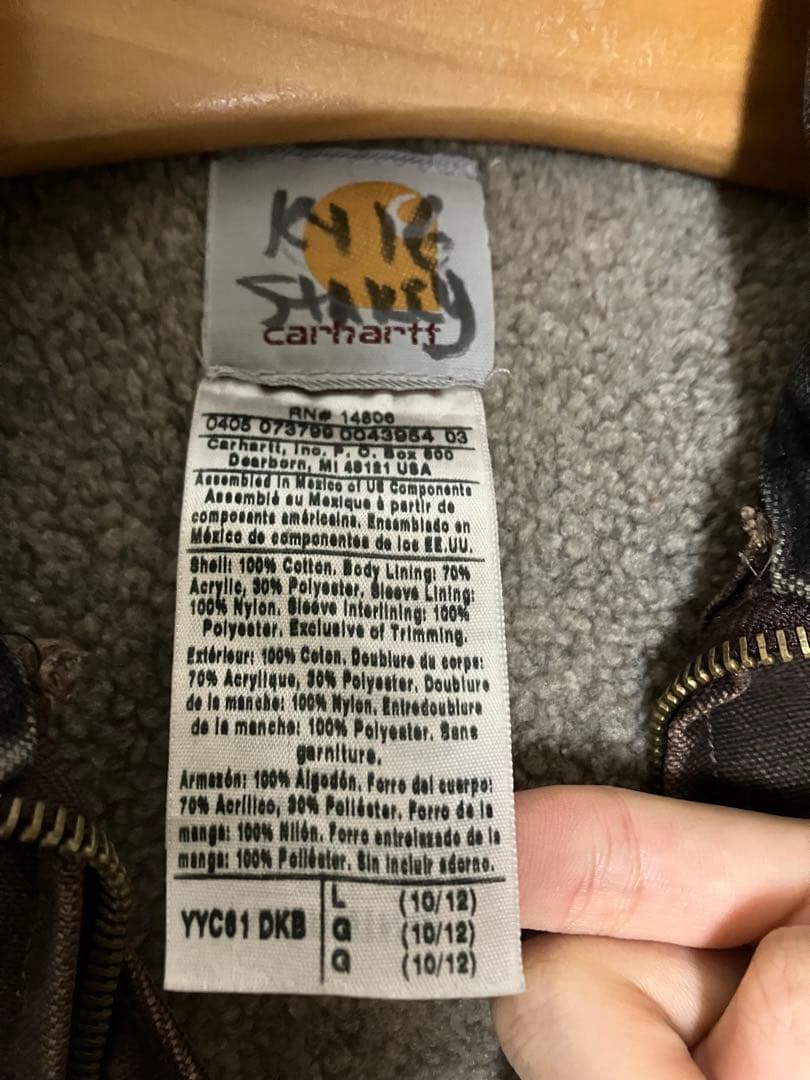 Kyle
Starey
carhartt
RN# 14806
0405 073799 0043954 03
Carhartt, Inc. P. O. Box 600
Dearborn, MI 48121 USA
Assembled in Mexico of US Components
Assemblé au Mexique à partir de
composants américains. Ensamblado en
México de componentes de los EE.UU.
Shell: 100% Cotton. Body Lining: 70%
Acrylic, 30% Polyester. Sleeve Lining:
100% Nylon. Sleeve Interlining: 100%
Polyester. Exclusive of Trimming.
Extérieur: 100% Coton. Doublure du corps:
70% Acrylique, 30% Polyester. Doublure
de la manche: 100% Nylon. Entredoublure
de la manche: 100% Polyester. Sans
garniture.
Armazón: 100% Algodón. Forro del cuerpo:
70% Acrílico, 30% Poliéster. Forro de la
manga: 100% Nilón. Forro entrelazado de la
manga: 100% Poliéster. Sin incluir adorno.
YYC61 DKB
L (10/12)
G (10/12)
G (10/12)